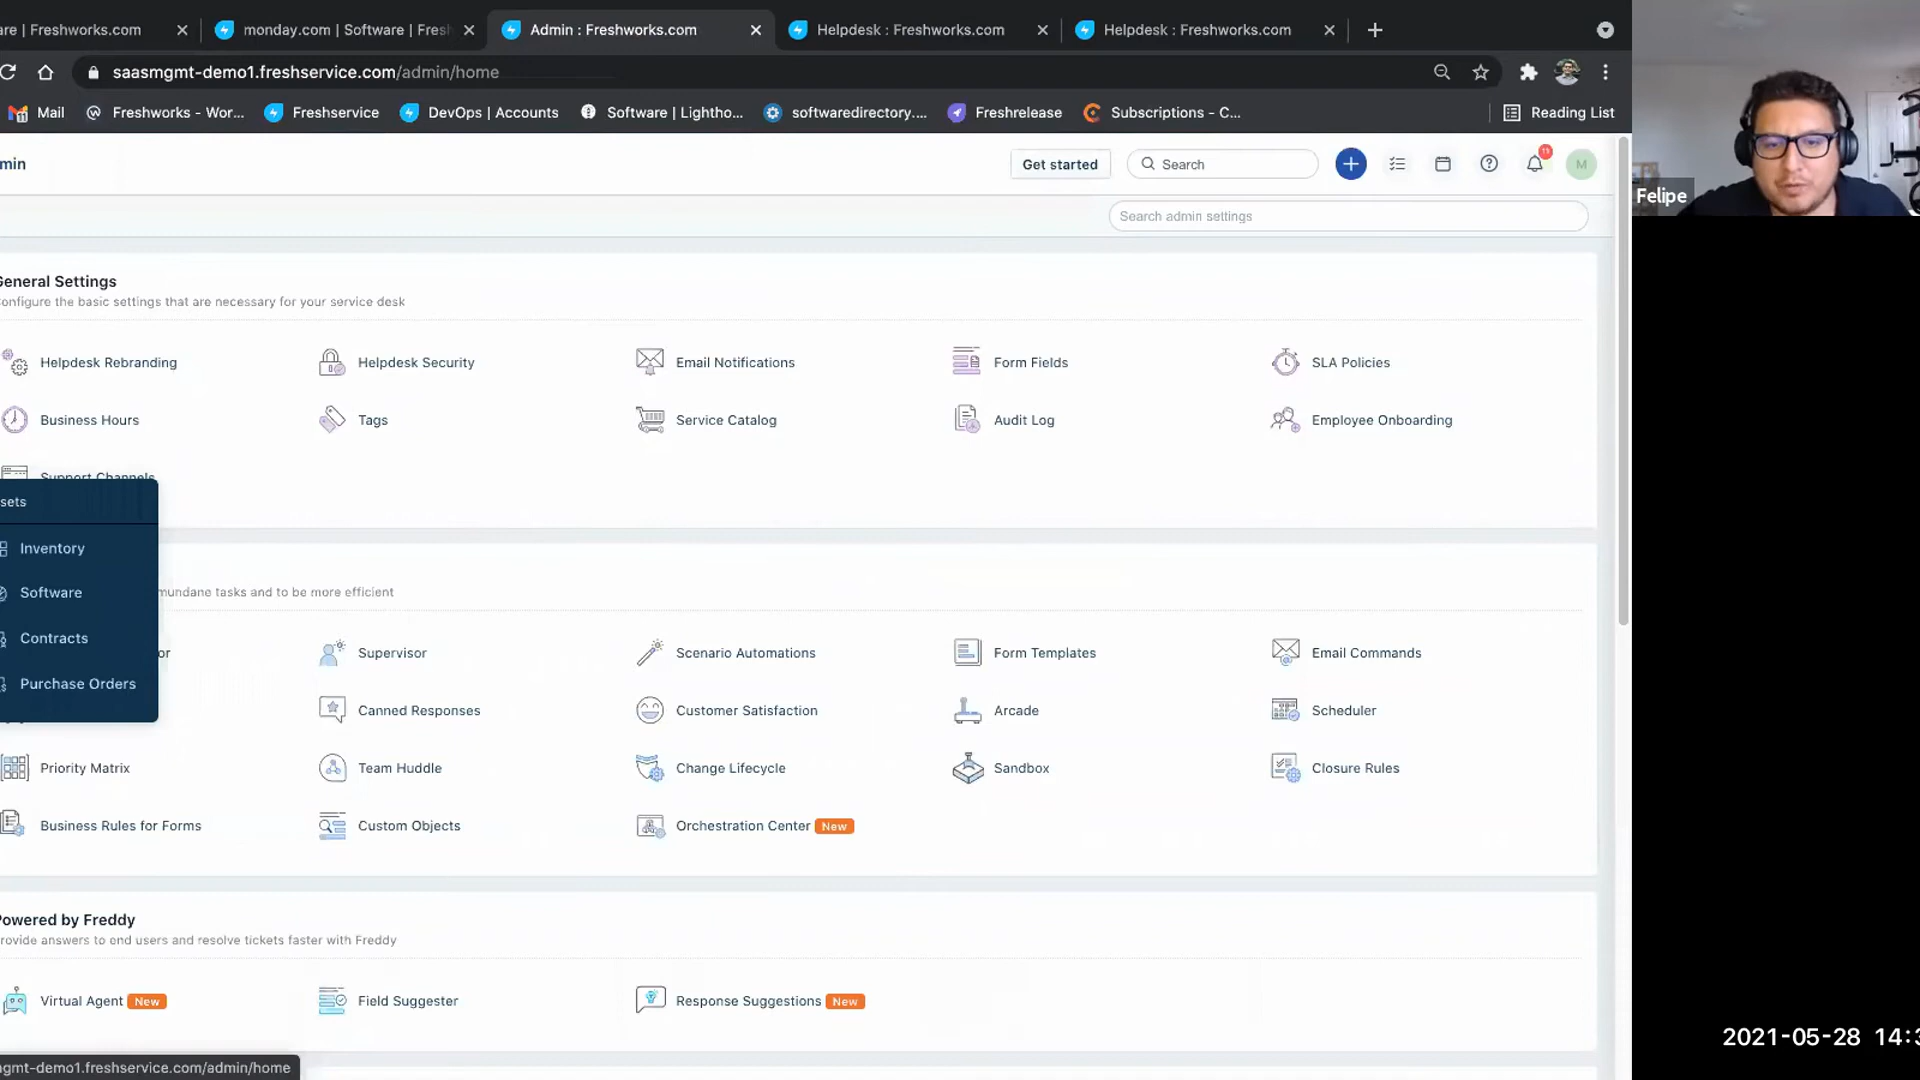 re | Freshworks.com
monday.com | Software | Fresh
Admin : Freshworks.com
Helpdesk : Freshworks.com
Helpdesk : Freshworks.com
saasmgmt-demo1.freshservice.com/admin/home
Mail
Freshworks - Wor...
Freshservice
DevOps | Accounts
Software | Lightho...
softwaredirectory....
Freshrelease
Subscriptions - C...
Reading List
min
Get started
Search
M
Felipe
Search admin settings
General Settings
onfigure the basic settings that are necessary for your service desk
Helpdesk Rebranding
Helpdesk Security
Email Notifications
Form Fields
SLA Policies
Business Hours
Tags
Service Catalog
Audit Log
Employee Onboarding
Support Channels
sets
Inventory
Software
Contracts
Purchase Orders
mundane tasks and to be more efficient
or
Supervisor
Scenario Automations
Form Templates
Email Commands
Canned Responses
Customer Satisfaction
Arcade
Scheduler
Priority Matrix
Team Huddle
Change Lifecycle
Sandbox
Closure Rules
Business Rules for Forms
Custom Objects
Orchestration Center New
Powered by Freddy
rovide answers to end users and resolve tickets faster with Freddy
Virtual Agent New
Field Suggester
Response Suggestions New
gmt-demo1.freshservice.com/admin/home
2021-05-28 14:3